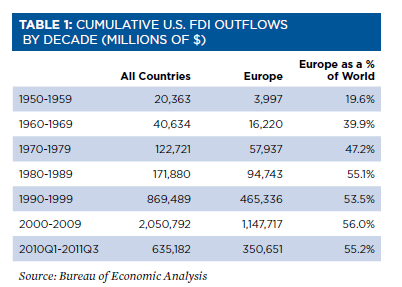 TABLE 1: CUMULATIVE U.S. FDI OUTFLOWS
BY DECADE (MILLIONS OF $)
All Countries Europe Europe as a % of World
1950-1959 20,363 3,997 19.6%
1960-1969 40,634 16,220 39.9%
1970-1979 122,721 57,937 47.2%
1980-1989 171,880 94,743 55.1%
1990-1999 869,489 465,336 53.5%
2000-2009 2,050,792 1,147,717 56.0%
2010Q1-2011Q3 635,182 350,651 55.2%
Source: Bureau of Economic Analysis